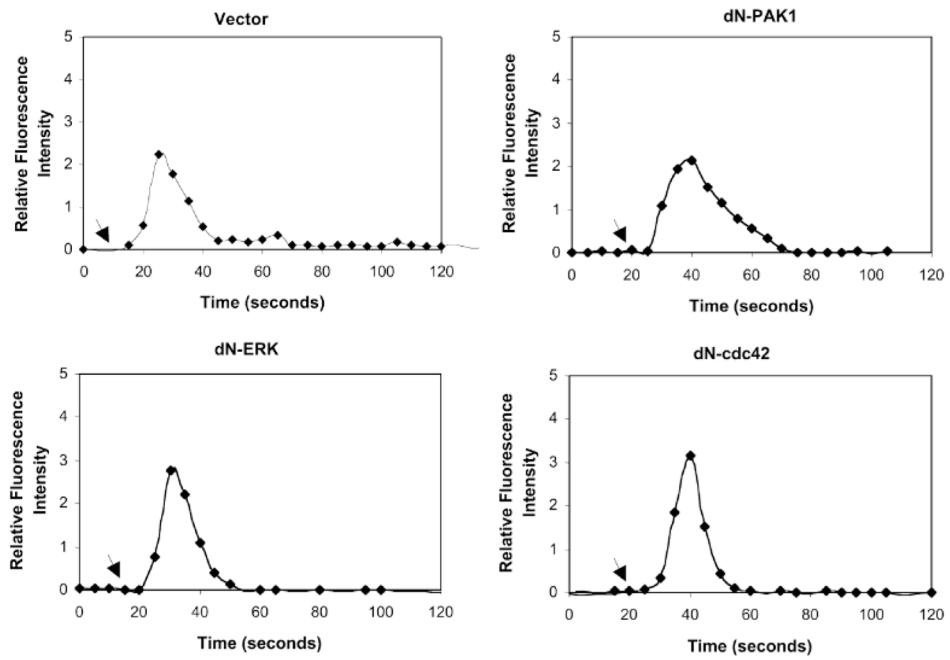 Vector
5
4
3
2
1
0
0 20 40 60 80 100 120
Relative Fluorescence
Intensity
Time (seconds)
dN-PAK1
5
4
3
2
1
0
0 20 40 60 80 100 120
Relative Fluorescence
Intensity
Time (seconds)
dN-ERK
5
4
3
2
1
0
0 20 40 60 80 100 120
Relative Fluorescence
Intensity
Time (seconds)
dN-cdc42
5
4
3
2
1
0
0 20 40 60 80 100 120
Relative Fluorescence
Intensity
Time (seconds)